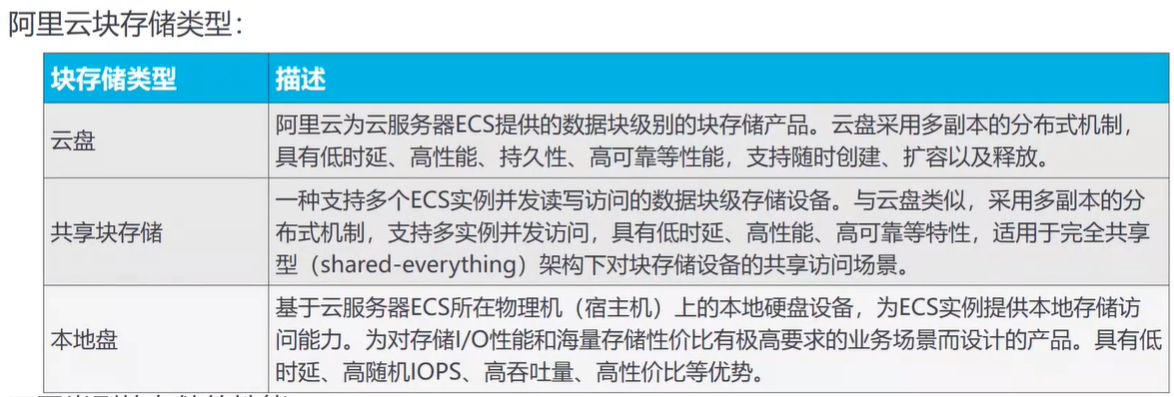 阿里云块存储类型：
块存储类型 描述
云盘
阿里云为云服务器ECS提供的数据块级别的块存储产品。云盘采用多副本的分布式机制，
具有低时延、高性能、持久性、高可靠等性能，支持随时创建、扩容以及释放。
共享块存储
一种支持多个ECS实例并发读写访问的数据块级存储设备。与云盘类似，采用多副本的分
布式机制，支持多实例并发访问，具有低时延、高性能、高可靠等特性，适用于完全共享
型（shared-everything）架构下对块存储设备的共享访问场景。
本地盘
基于云服务器ECS所在物理机（宿主机）上的本地硬盘设备，为ECS实例提供本地存储访
问能力。为对存储I/O性能和海量存储性价比有极高要求的业务场景而设计的产品。具有低
时延、高随机IOPS、高吞吐量、高性价比等优势。